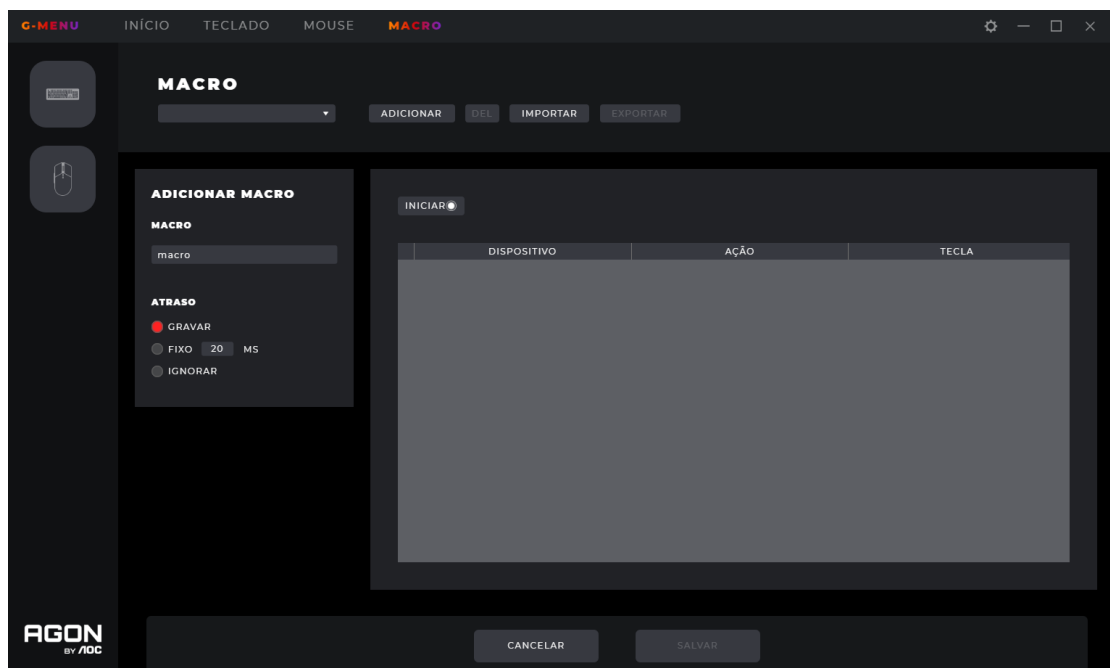 G-MENU INÍCIO TECLADO MOUSE MACRO
MACRO
ADICIONAR DEL IMPORTAR EXPORTAR
ADICIONAR MACRO
MACRO
macro
ATRASO
GRAVAR
FIXO 20 MS
IGNORAR
INICIAR
DISPOSITIVO AÇÃO TECLA
CANCELAR SALVAR
AGON
BY AOC